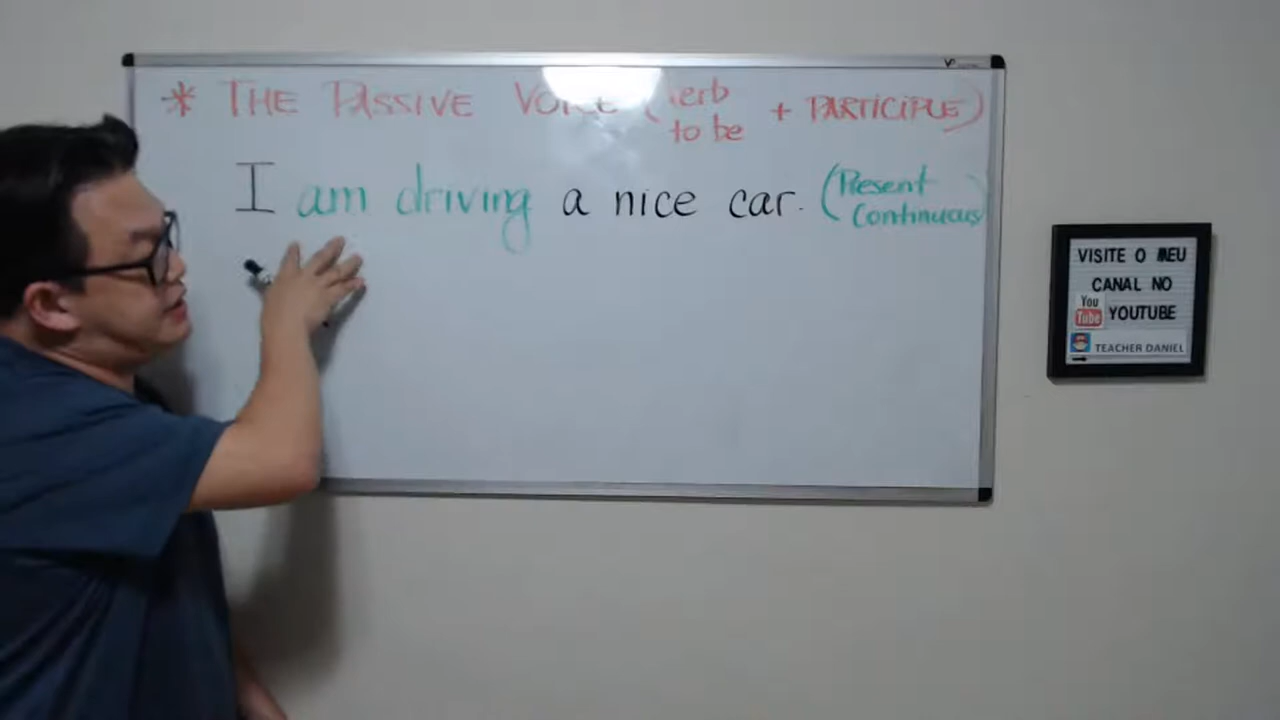 * THE PASSIVE VOICE (verb to be + PARTICIPLE)
I am driving a nice car. (Present Continuous)
VISITE O MEU
CANAL NO
You Tube YOUTUBE
TEACHER DANIEL